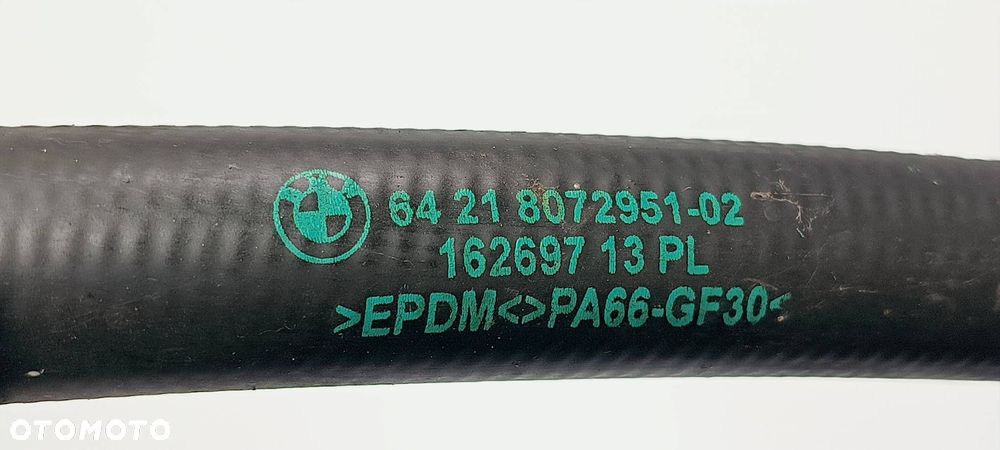 64 21 8072951-02
162697 13 PL
>EPDM<>PA66-GF30<
OTOMOTO